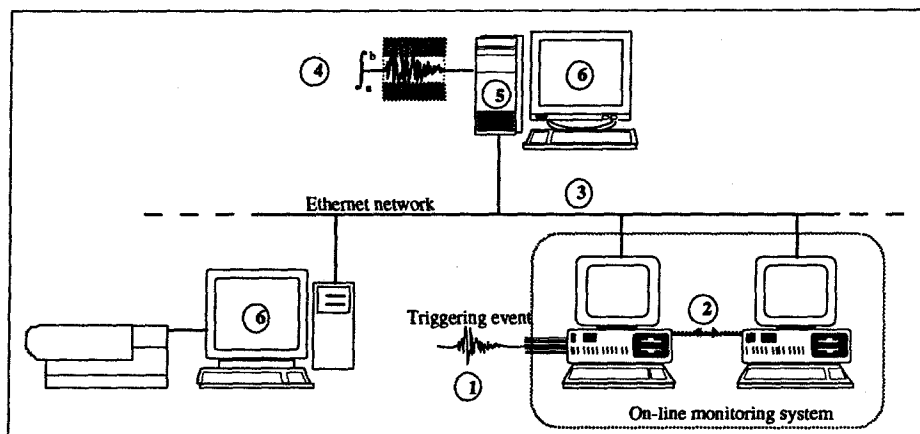 4
∫ b a
5
6
3
Ethernet network
6
Triggering event
2
1
On-line monitoring system